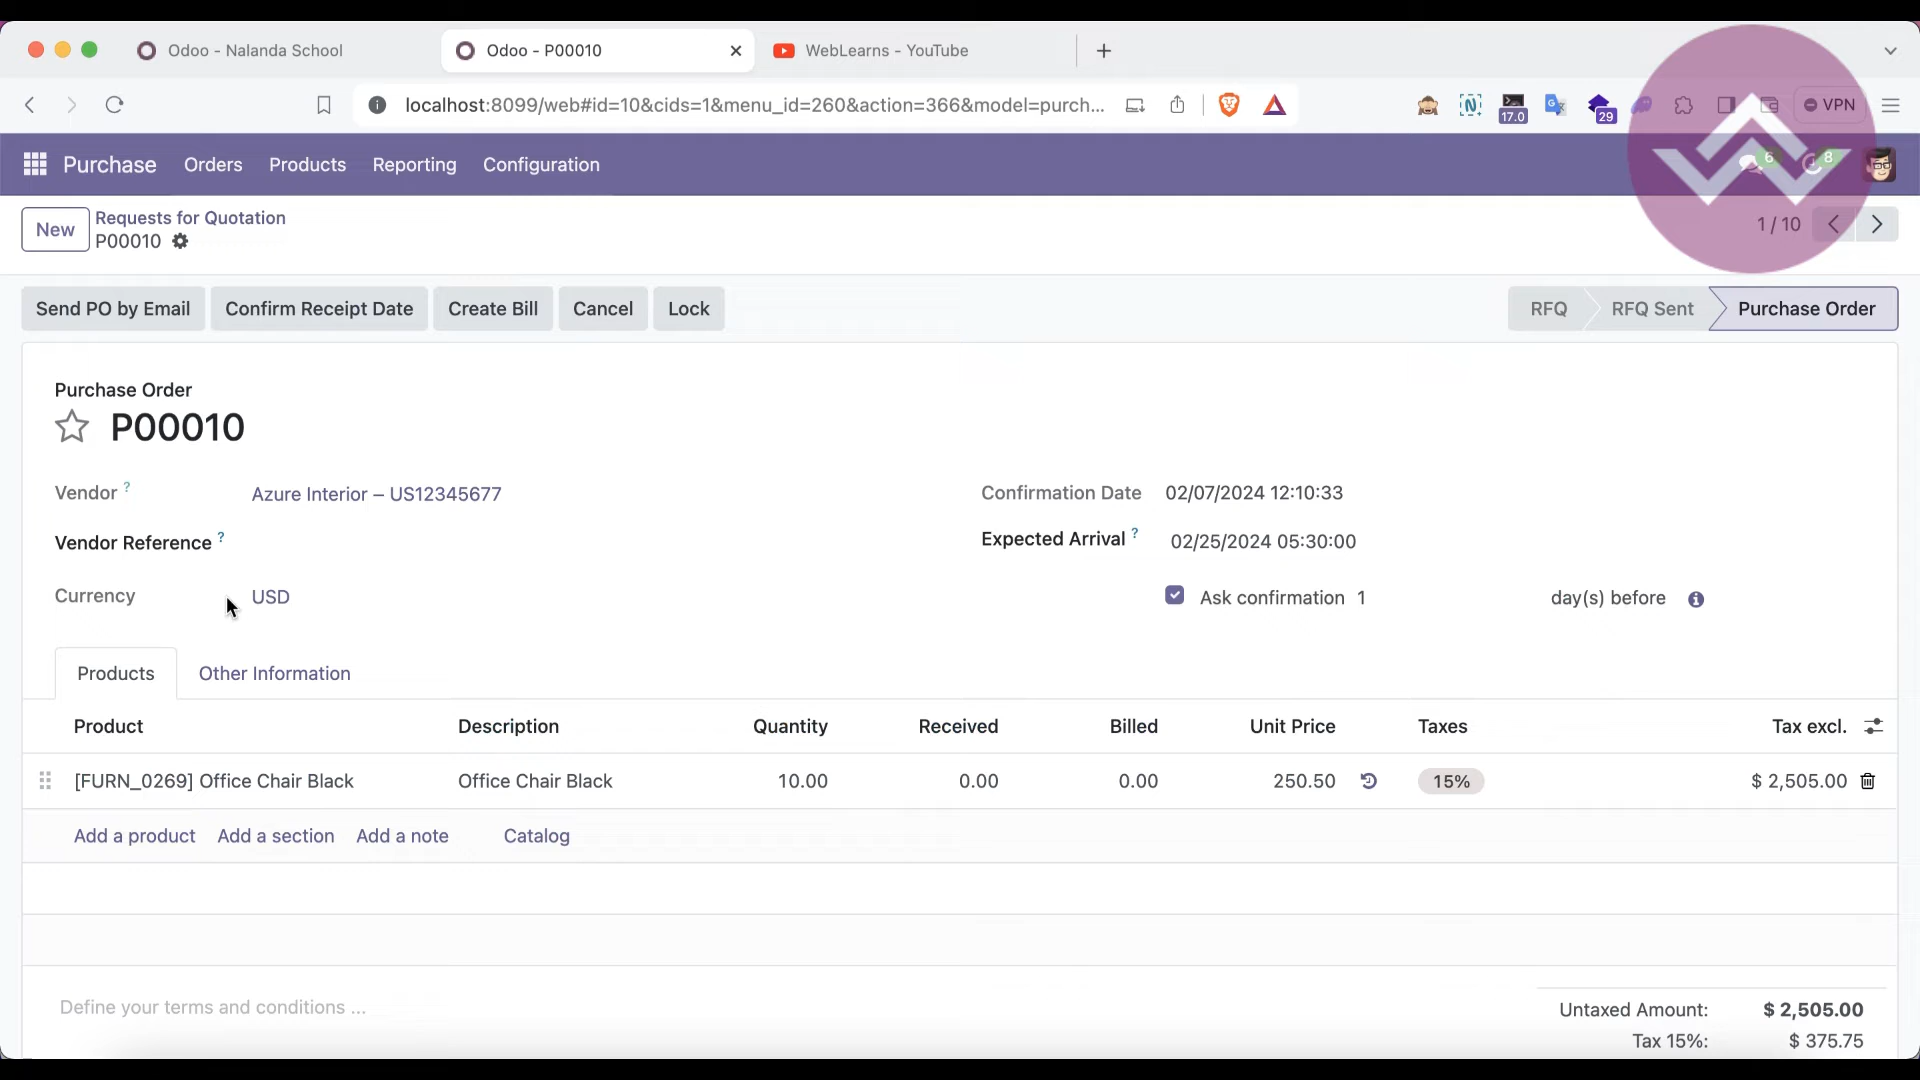 Odoo - Nalanda School
Odoo - P00010
WebLearns - YouTube
localhost:8099/web#id=10&cids=1&menu_id=260&action=366&model=purch...
17.0
29
VPN
Purchase
Orders
Products
Reporting
Configuration
6
8
New
Requests for Quotation
P00010
1 / 10
Send PO by Email
Confirm Receipt Date
Create Bill
Cancel
Lock
RFQ
RFQ Sent
Purchase Order
Purchase Order
P00010
Vendor ?
Azure Interior – US12345677
Confirmation Date
02/07/2024 12:10:33
Vendor Reference ?
Expected Arrival ?
02/25/2024 05:30:00
Currency
USD
Ask confirmation 1
day(s) before
Products
Other Information
Product
Description
Quantity
Received
Billed
Unit Price
Taxes
Tax excl.
[FURN_0269] Office Chair Black
Office Chair Black
10.00
0.00
0.00
250.50
15%
$ 2,505.00
Add a product
Add a section
Add a note
Catalog
Define your terms and conditions ...
Untaxed Amount:
$ 2,505.00
Tax 15%:
$ 375.75